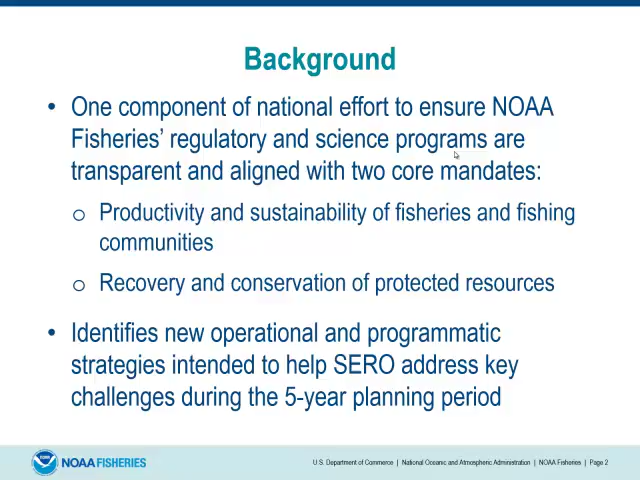 Background
• One component of national effort to ensure NOAA
Fisheries’ regulatory and science programs are
transparent and aligned with two core mandates:
o Productivity and sustainability of fisheries and fishing
communities
o Recovery and conservation of protected resources
• Identifies new operational and programmatic
strategies intended to help SERO address key
challenges during the 5-year planning period
NOAA FISHERIES
U.S. Department of Commerce | National Oceanic and Atmospheric Administration | NOAA Fisheries | Page 2